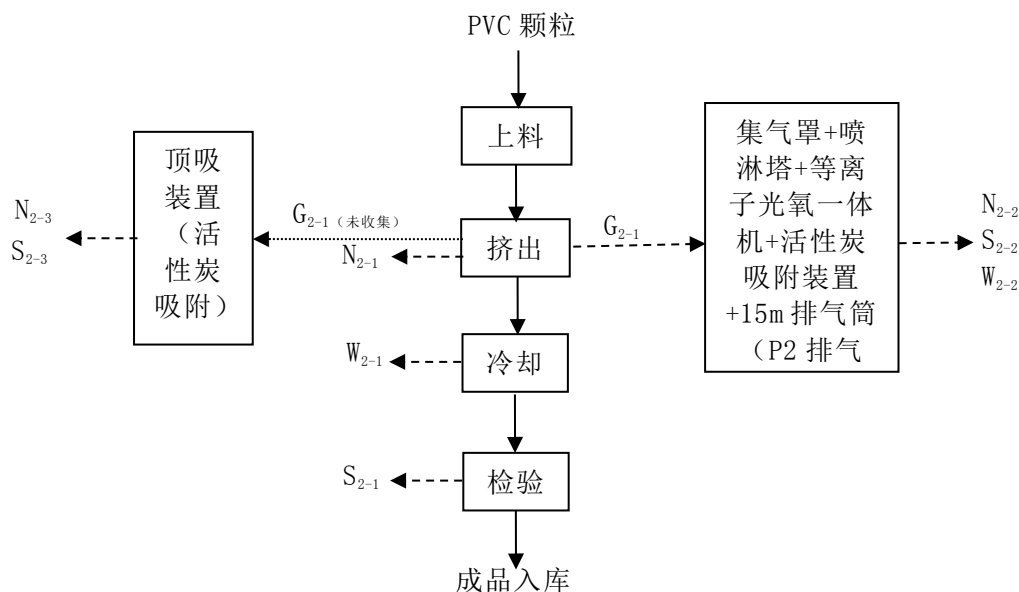 PVC 颗粒
上料
顶吸
装置
（活
性炭
吸附）
集气罩+喷
淋塔+等离
子光氧一体
机+活性炭
吸附装置
+15m 排气筒
（P2 排气
N₂₋₃
S₂₋₃
G₂₋₁（未收集）
N₂₋₁
挤出
G₂₋₁
N₂₋₂
S₂₋₂
W₂₋₂
W₂₋₁
冷却
S₂₋₁
检验
成品入库